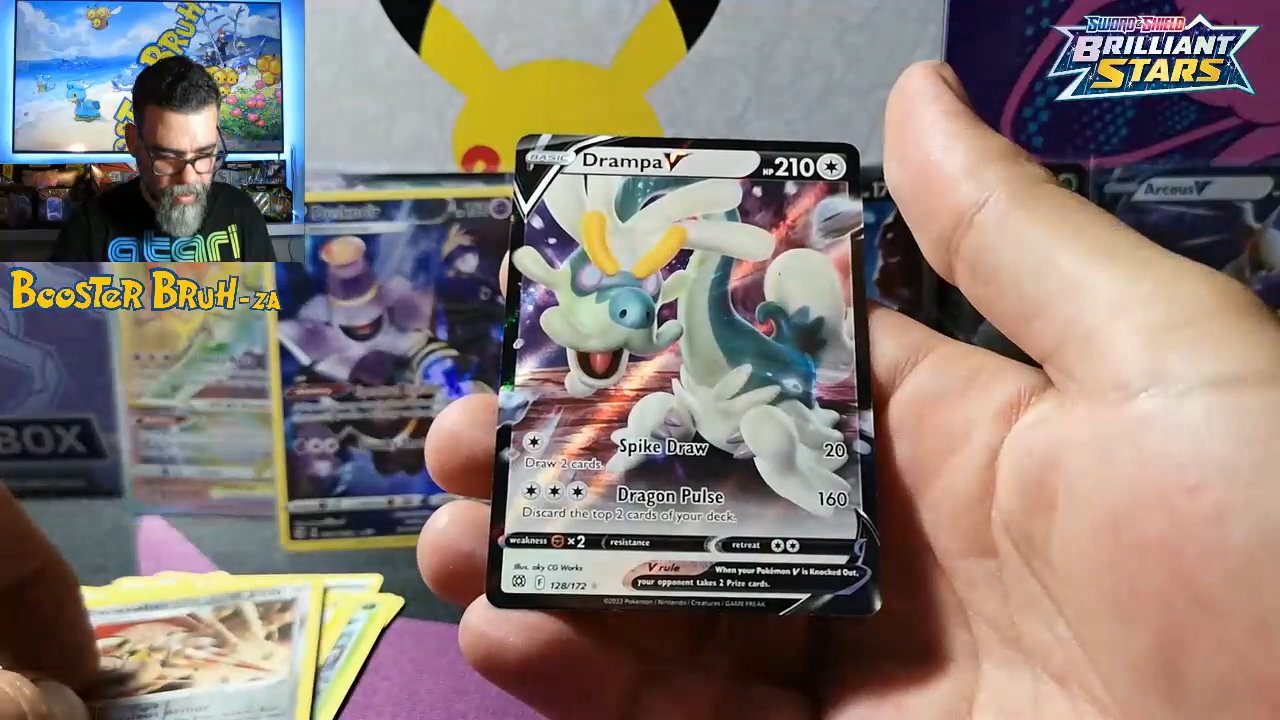 SWORD & SHIELD
BRILLIANT
STARS
BRUH
atari
BOOSTER BRUH-ZA
BOX
Arceus V
BASIC Drampa V HP 210
Spike Draw 20
Draw 2 cards.
Dragon Pulse 160
Discard the top 2 cards of your deck.
weakness ×2 resistance retreat
Illus. aky CG Works
V rule When your Pokémon V is Knocked Out,
your opponent takes 2 Prize cards.
F 128/172
©2022 Pokémon / Nintendo / Creatures / GAME FREAK